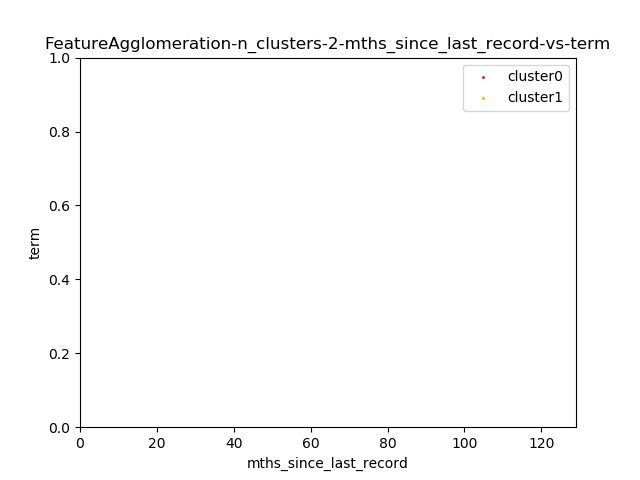 FeatureAgglomeration-n_clusters-2-mths_since_last_record-vs-term
cluster0
cluster1
1.0
0.8
0.6
0.4
0.2
0.0
term
0
20
40
60
80
100
120
mths_since_last_record